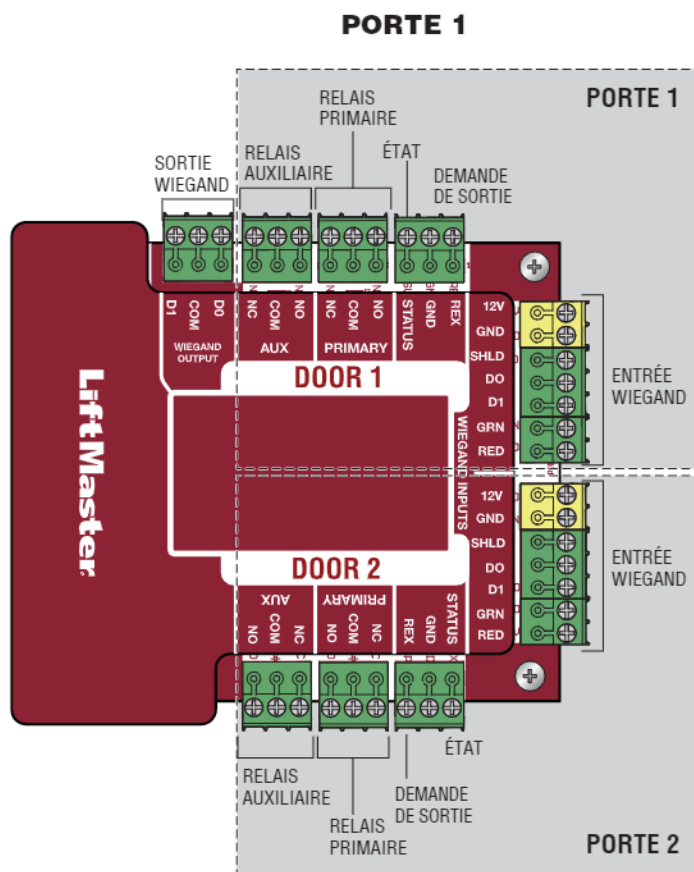 PORTE 1
PORTE 1
RELAIS
PRIMAIRE
SORTIE
WIEGAND
RELAIS
AUXILIAIRE
ÉTAT
DEMANDE
DE SORTIE
D1
COM
D0
WIEGAND
OUTPUT
NC
COM
NO
AUX
NC
COM
NO
PRIMARY
STATUS
GND
REX
DOOR 1
12V
GND
SHLD
DO
D1
GRN
RED
ENTRÉE
WIEGAND
LiftMaster
WIEGAND INPUTS
12V
GND
SHLD
DO
D1
GRN
RED
ENTRÉE
WIEGAND
DOOR 2
AUX
NO
COM
NC
PRIMARY
NO
COM
NC
REX
GND
STATUS
RELAIS
AUXILIAIRE
RELAIS
PRIMAIRE
DEMANDE
DE SORTIE
ÉTAT
PORTE 2